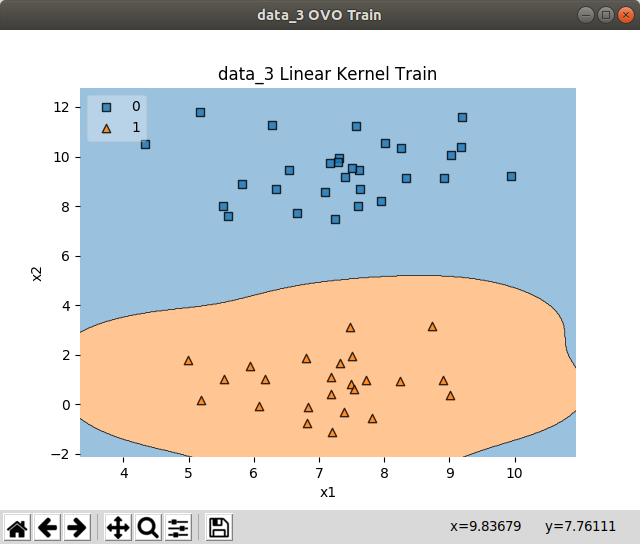 data_3 OVO Train
data_3 Linear Kernel Train
0
1
12
10
8
6
4
2
0
−2
x2
4 5 6 7 8 9 10
x1
x=9.83679 y=7.76111